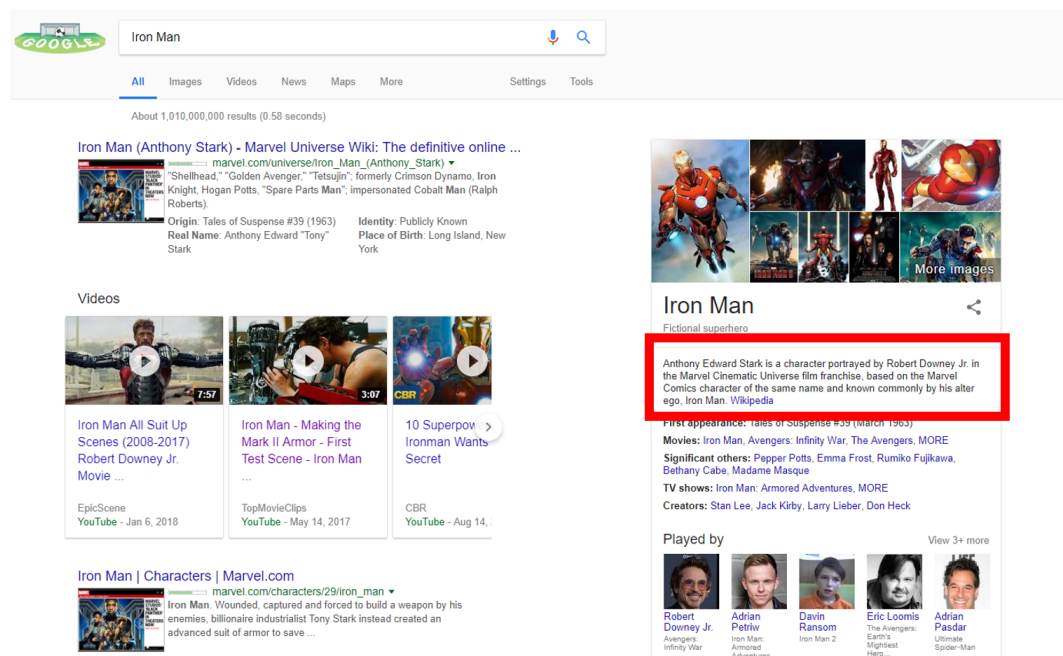 GOOGLE
Iron Man
All Images Videos News Maps More Settings Tools
About 1,010,000,000 results (0.58 seconds)
Iron Man (Anthony Stark) - Marvel Universe Wiki: The definitive online ...
marvel.com/universe/Iron_Man_(Anthony_Stark)
"Shellhead," "Golden Avenger," "Tetsujin"; formerly Crimson Dynamo, Iron
Knight, Hogan Potts, "Spare Parts Man"; impersonated Cobalt Man (Ralph
Roberts).
Origin: Tales of Suspense #39 (1963) Identity: Publicly Known
Real Name: Anthony Edward "Tony" Place of Birth: Long Island, New
Stark York
Videos
7:57
3:07
CBR
Iron Man All Suit Up
Scenes (2008-2017)
Robert Downey Jr.
Movie ...
EpicScene
YouTube - Jan 6, 2018
Iron Man - Making the
Mark II Armor - First
Test Scene - Iron Man
...
TopMovieClips
YouTube - May 14, 2017
10 Superpow
Ironman Wants
Secret
CBR
YouTube - Aug 14,
Iron Man | Characters | Marvel.com
marvel.com/characters/29/iron_man
Iron Man. Wounded, captured and forced to build a weapon by his
enemies, billionaire industrialist Tony Stark instead created an
advanced suit of armor to save ...
More images
Iron Man
Fictional superhero
Anthony Edward Stark is a character portrayed by Robert Downey Jr. in
the Marvel Cinematic Universe film franchise, based on the Marvel
Comics character of the same name and known commonly by his alter
ego, Iron Man. Wikipedia
First appearance: Tales of Suspense #39 (March 1963)
Movies: Iron Man, Avengers: Infinity War, The Avengers, MORE
Significant others: Pepper Potts, Emma Frost, Rumiko Fujikawa,
Bethany Cabe, Madame Masque
TV shows: Iron Man: Armored Adventures, MORE
Creators: Stan Lee, Jack Kirby, Larry Lieber, Don Heck
Played by View 3+ more
Robert
Downey Jr.
Avengers:
Infinity War
Adrian
Petriw
Iron Man:
Armored
Adventures
Davin
Ransom
Iron Man 2
Eric Loomis
The Avengers:
Earth's
Mightiest
Hero...
Adrian
Pasdar
Ultimate
Spider-Man